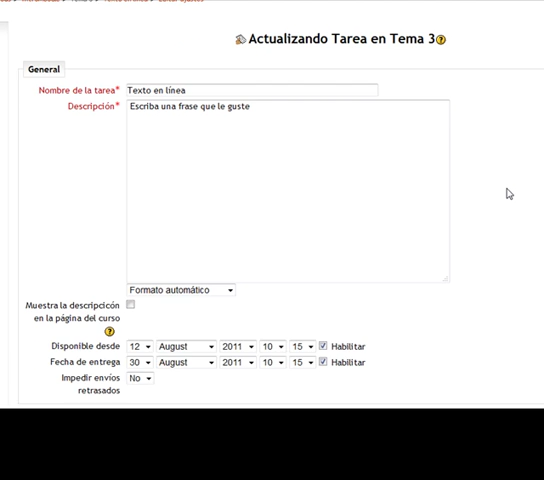 Actualizando Tarea en Tema 3
General
Nombre de la tarea* Texto en línea
Descripción* Escriba una frase que le guste
Formato automático
Muestra la descripcicón
en la página del curso
Disponible desde 12 August 2011 10 15 Habilitar
Fecha de entrega 30 August 2011 10 15 Habilitar
Impedir envíos No
retrasados